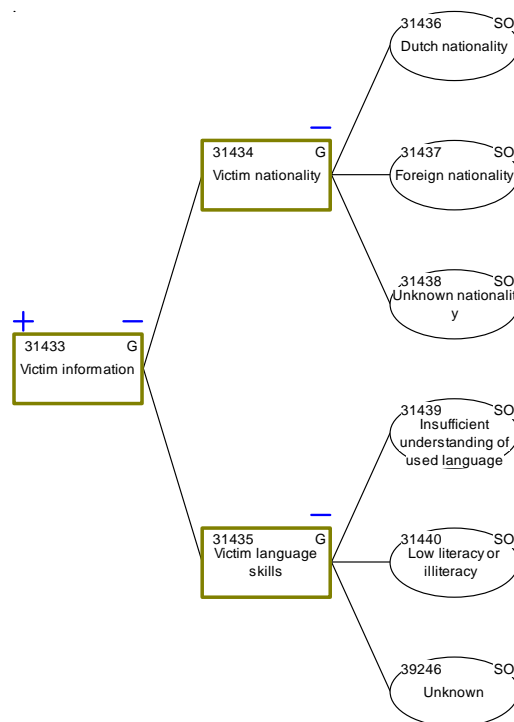 31436 SO
Dutch nationality
31434 G
Victim nationality
31437 SO
Foreign nationality
31438 SO
Unknown nationalit
y
31433 G
Victim information
31439 SO
Insufficient
understanding of
used language
31435 G
Victim language
skills
31440 SO
Low literacy or
illiteracy
39246 SO
Unknown